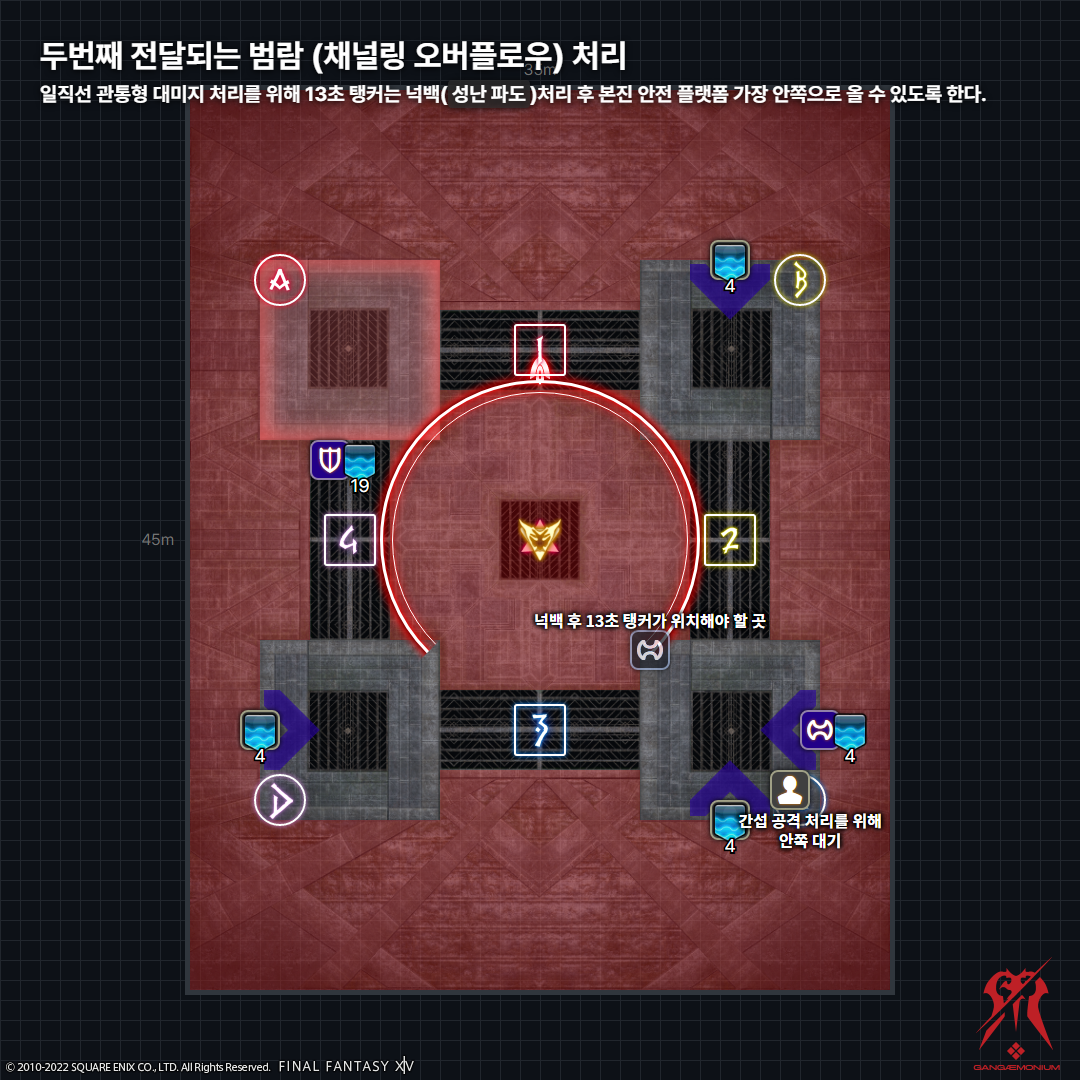 두번째 전달되는 범람 (채널링 오버플로우) 처리
35m
일직선 관통형 대미지 처리를 위해 13초 탱커는 넉백( 성난 파도 )처리 후 본진 안전 플랫폼 가장 안쪽으로 올 수 있도록 한다.
A
B
4
1
19
4
2
45m
넉백 후 13초 탱커가 위치해야 할 곳
3
4
4
D
간섭 공격 처리를 위해
안쪽 대기
4
© 2010-2022 SQUARE ENIX CO., LTD. All Rights Reserved. FINAL FANTASY XIV
GANGÆMONIUM